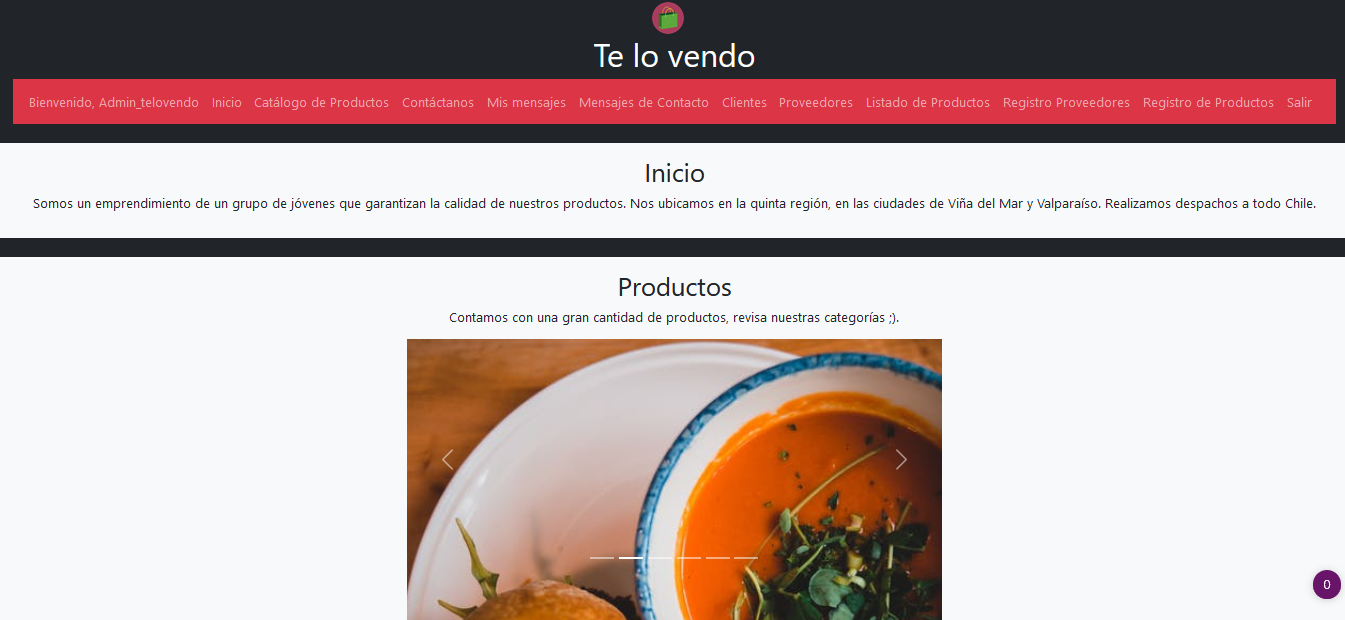 Te lo vendo
Bienvenido, Admin_telovendo Inicio Catálogo de Productos Contáctanos Mis mensajes Mensajes de Contacto Clientes Proveedores Listado de Productos Registro Proveedores Registro de Productos Salir
Inicio
Somos un emprendimiento de un grupo de jóvenes que garantizan la calidad de nuestros productos. Nos ubicamos en la quinta región, en las ciudades de Viña del Mar y Valparaíso. Realizamos despachos a todo Chile.
Productos
Contamos con una gran cantidad de productos, revisa nuestras categorías ;).
0